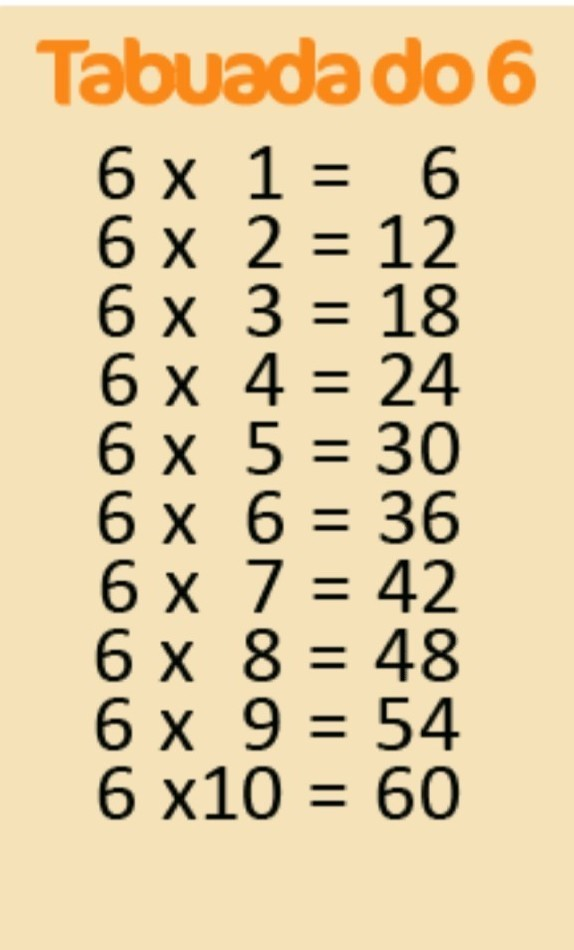 Tabuada do 6
6 x 1 = 6
6 x 2 = 12
6 x 3 = 18
6 x 4 = 24
6 x 5 = 30
6 x 6 = 36
6 x 7 = 42
6 x 8 = 48
6 x 9 = 54
6 x10 = 60